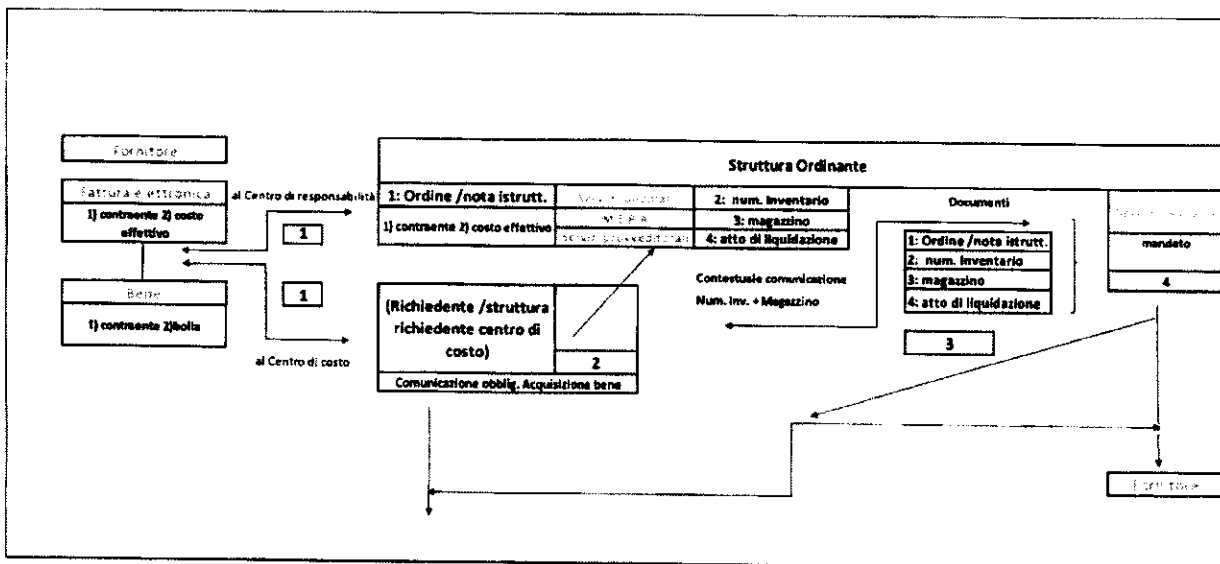 Fornitore
Fattura elettronica
1) contraente 2) costo
effettivo
Bene
1) contraente 2)bolla
al Centro di responsabilità
1
1
al Centro di costo
Struttura Ordinante
1: Ordine /nota istrutt.
1) contraente 2) costo effettivo
M.E.P.A.
servizi provveditorali
2: num. Inventario
3: magazzino
4: atto di liquidazione
(Richiedente /struttura
richiedente centro di
costo)
2
Comunicazione obblig. Acquisizione bene
Contestuale comunicazione
Num. Inv. + Magazzino
Documenti
1: Ordine /nota istrutt.
2: num. Inventario
3: magazzino
4: atto di liquidazione
3
mandato
4
Fornitore